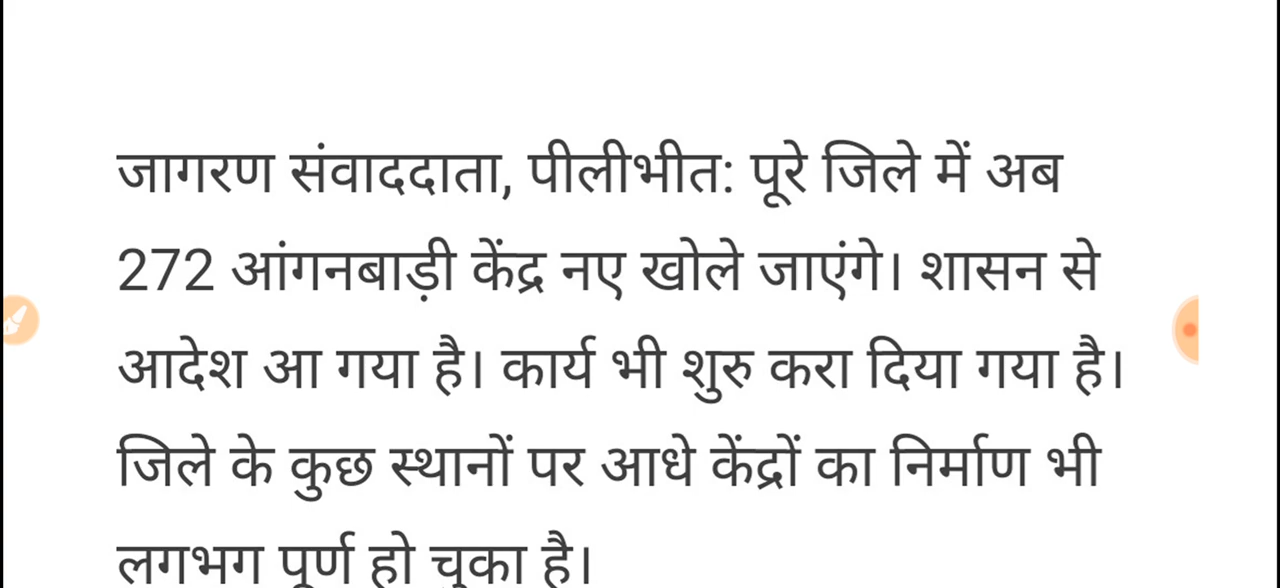 जागरण संवाददाता, पीलीभीत: पूरे जिले में अब
272 आंगनबाड़ी केंद्र नए खोले जाएंगे। शासन से
आदेश आ गया है। कार्य भी शुरु करा दिया गया है।
जिले के कुछ स्थानों पर आधे केंद्रों का निर्माण भी
लगभग पूर्ण हो चुका है।